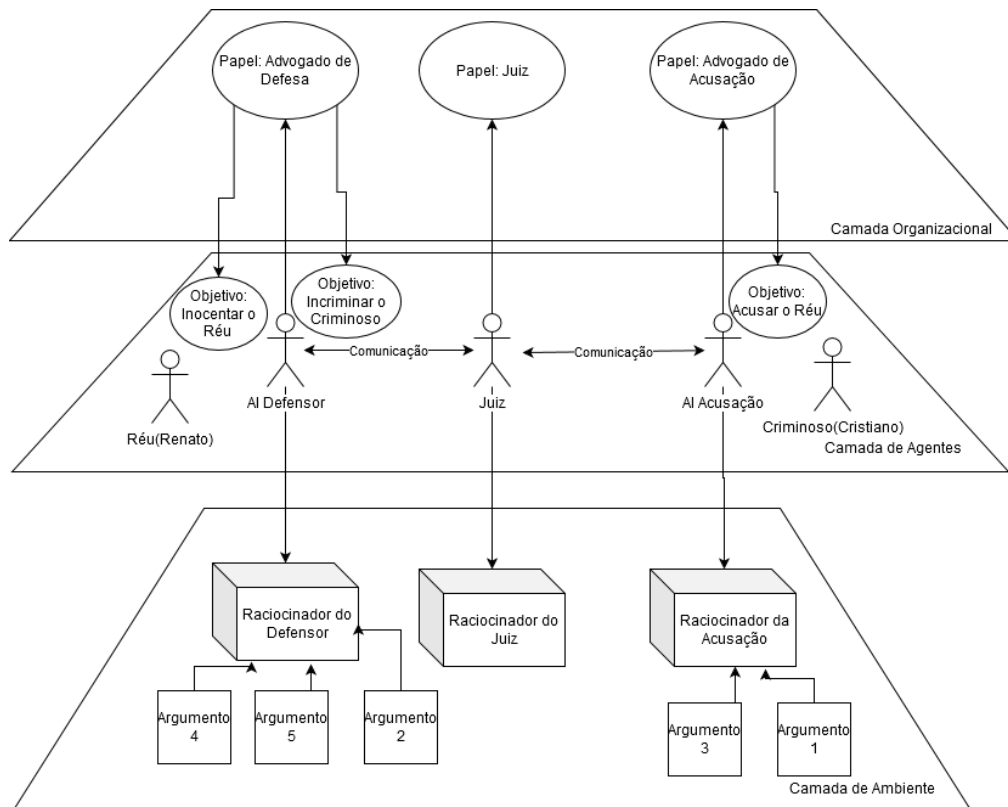 Papel: Advogado de
Defesa
Papel: Juiz
Papel: Advogado de
Acusação
Camada Organizacional
Objetivo:
Inocentar o
Réu
Objetivo:
Incriminar o
Criminoso
Objetivo:
Acusar o Réu
Comunicação
Comunicação
Réu(Renato)
AI Defensor
Juiz
AI Acusação
Criminoso(Cristiano)
Camada de Agentes
Raciocinador do
Defensor
Raciocinador do
Juiz
Raciocinador da
Acusação
Argumento
4
Argumento
5
Argumento
2
Argumento
3
Argumento
1
Camada de Ambiente